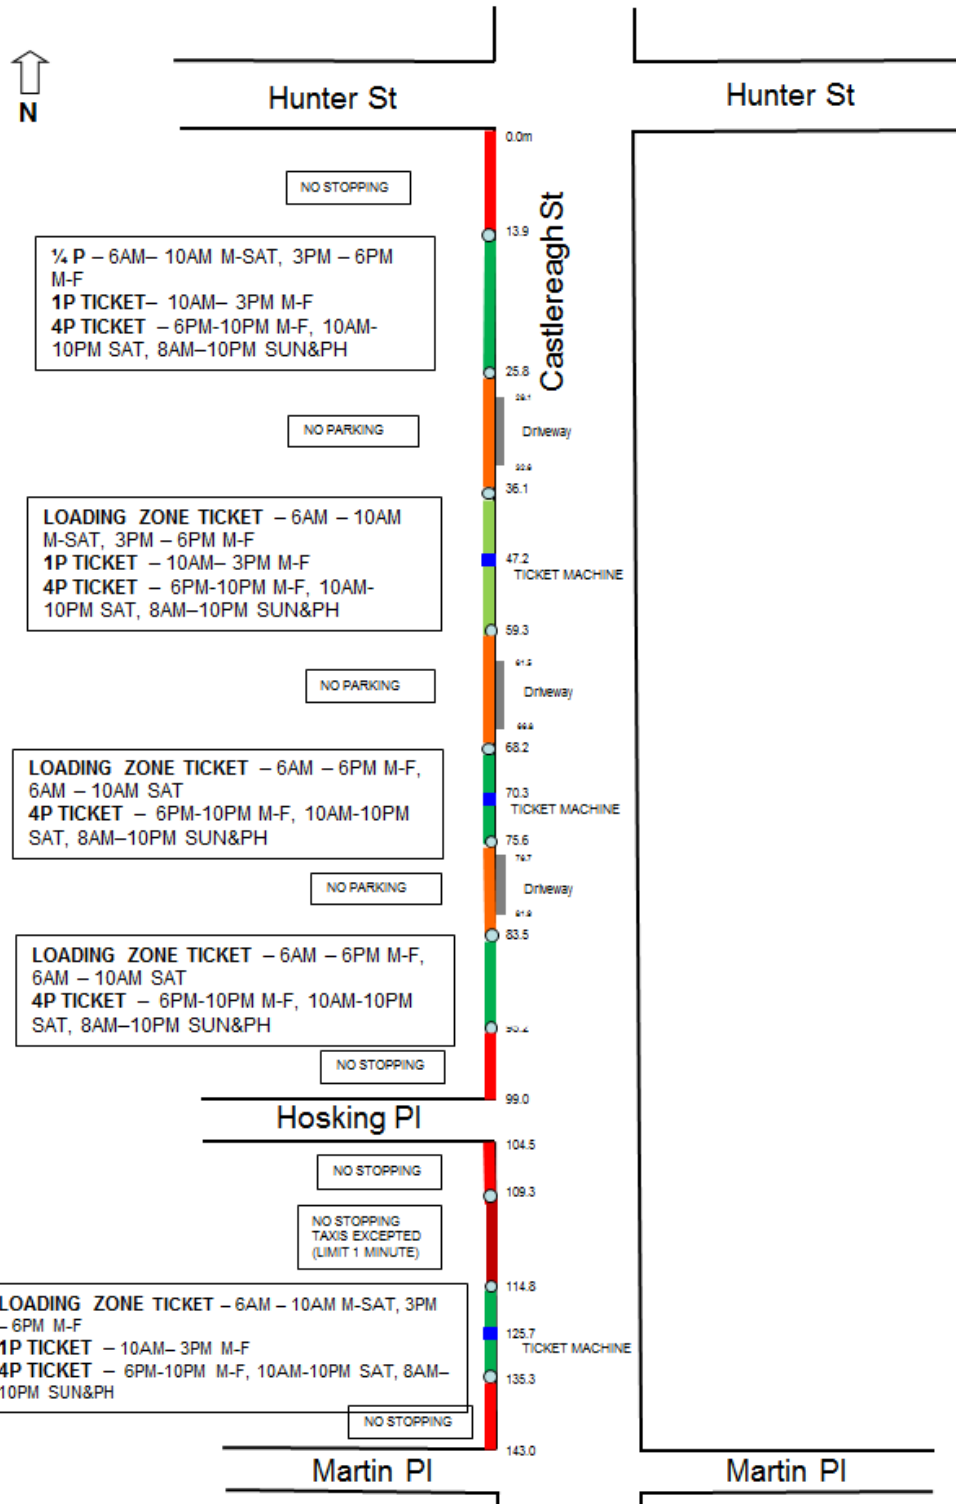 N
Hunter St
Hunter St
0.0m
NO STOPPING
Castlereagh St
13.9
¼ P – 6AM– 10AM M-SAT, 3PM – 6PM
M-F
1P TICKET– 10AM– 3PM M-F
4P TICKET – 6PM-10PM M-F, 10AM-
10PM SAT, 8AM–10PM SUN&PH
25.8
NO PARKING
Driveway
36.1
LOADING ZONE TICKET – 6AM – 10AM
M-SAT, 3PM – 6PM M-F
1P TICKET – 10AM– 3PM M-F
4P TICKET – 6PM-10PM M-F, 10AM-
10PM SAT, 8AM–10PM SUN&PH
47.2
TICKET MACHINE
59.3
NO PARKING
Driveway
68.2
LOADING ZONE TICKET – 6AM – 6PM M-F,
6AM – 10AM SAT
4P TICKET – 6PM-10PM M-F, 10AM-10PM
SAT, 8AM–10PM SUN&PH
70.3
TICKET MACHINE
75.6
NO PARKING
Driveway
83.5
LOADING ZONE TICKET – 6AM – 6PM M-F,
6AM – 10AM SAT
4P TICKET – 6PM-10PM M-F, 10AM-10PM
SAT, 8AM–10PM SUN&PH
NO STOPPING
99.0
Hosking Pl
104.5
NO STOPPING
109.3
NO STOPPING
TAXIS EXCEPTED
(LIMIT 1 MINUTE)
114.8
LOADING ZONE TICKET – 6AM – 10AM M-SAT, 3PM
– 6PM M-F
1P TICKET – 10AM– 3PM M-F
4P TICKET – 6PM-10PM M-F, 10AM-10PM SAT, 8AM–
10PM SUN&PH
125.7
TICKET MACHINE
135.3
NO STOPPING
143.0
Martin Pl
Martin Pl